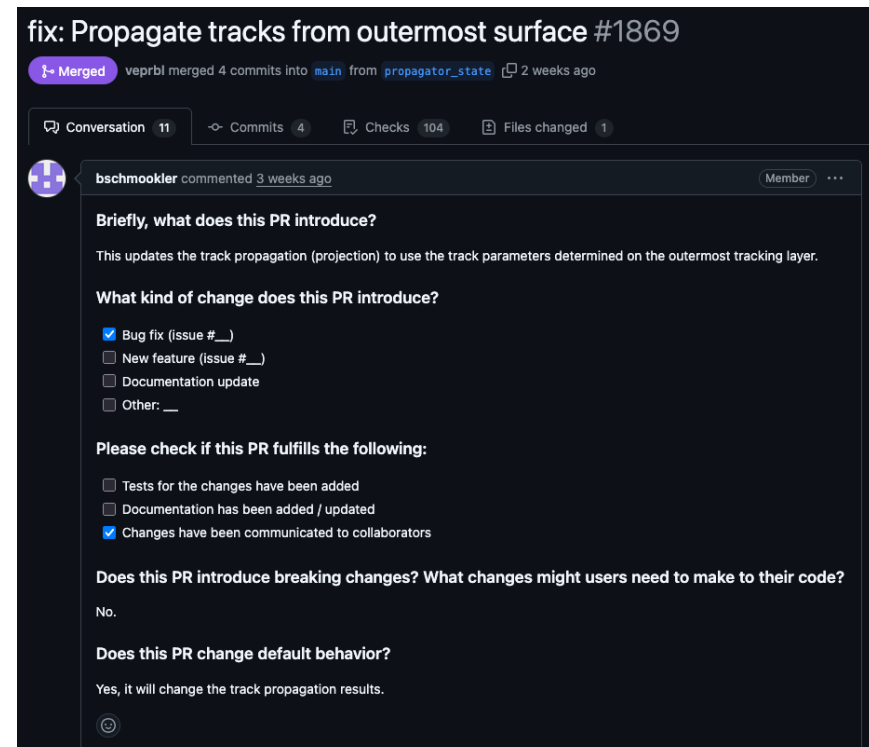 fix: Propagate tracks from outermost surface #1869
Merged veprbl merged 4 commits into main from propagator_state 2 weeks ago
Conversation 11 Commits 4 Checks 104 Files changed 1
bschmookler commented 3 weeks ago Member ···
Briefly, what does this PR introduce?
This updates the track propagation (projection) to use the track parameters determined on the outermost tracking layer.
What kind of change does this PR introduce?
Bug fix (issue #__)
New feature (issue #__)
Documentation update
Other: __
Please check if this PR fulfills the following:
Tests for the changes have been added
Documentation has been added / updated
Changes have been communicated to collaborators
Does this PR introduce breaking changes? What changes might users need to make to their code?
No.
Does this PR change default behavior?
Yes, it will change the track propagation results.